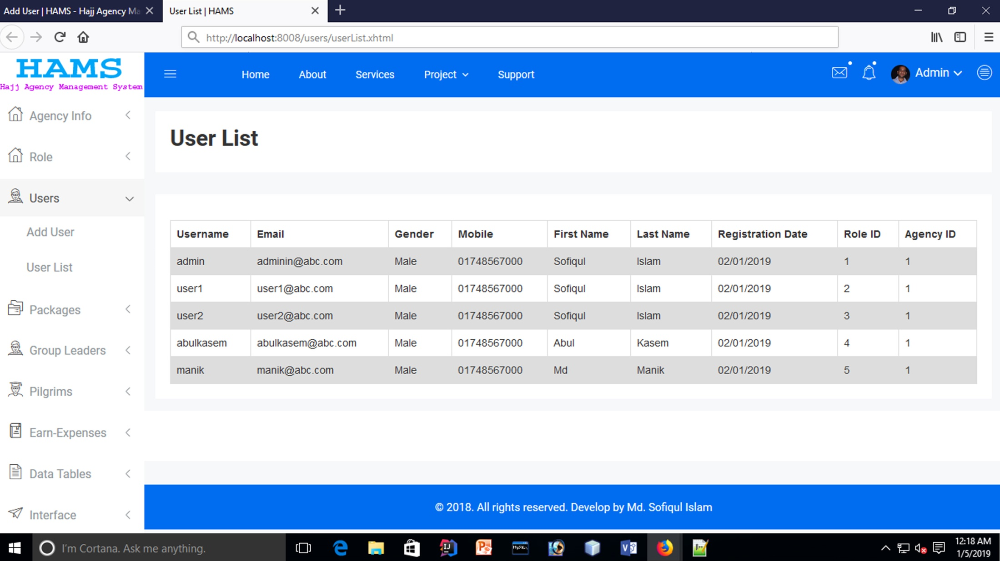 Add User | HAMS - Hajj Agency Ma
User List | HAMS
http://localhost:8008/users/userList.xhtml
HAMS
Hajj Agency Management System
Home About Services Project Support
Admin
Agency Info
Role
Users
Add User
User List
Packages
Group Leaders
Pilgrims
Earn-Expenses
Data Tables
Interface
User List
Username Email Gender Mobile First Name Last Name Registration Date Role ID Agency ID
admin adminin@abc.com Male 01748567000 Sofiqul Islam 02/01/2019 1 1
user1 user1@abc.com Male 01748567000 Sofiqul Islam 02/01/2019 2 1
user2 user2@abc.com Male 01748567000 Sofiqul Islam 02/01/2019 3 1
abulkasem abulkasem@abc.com Male 01748567000 Abul Kasem 02/01/2019 4 1
manik manik@abc.com Male 01748567000 Md Manik 02/01/2019 5 1
© 2018. All rights reserved. Develop by Md. Sofiqul Islam
I'm Cortana. Ask me anything.
12:18 AM
1/5/2019